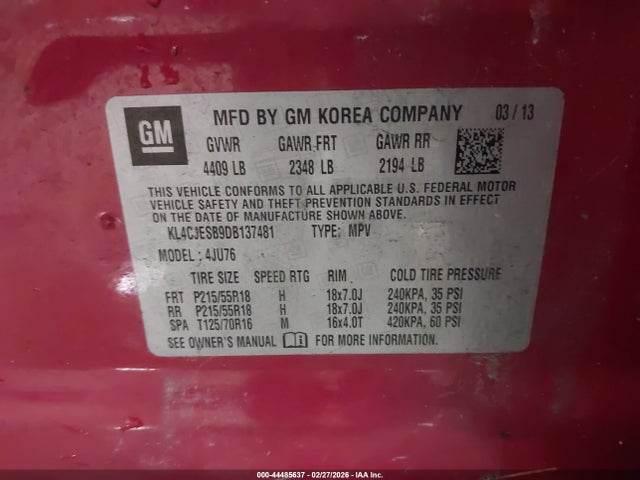 GM
MFD BY GM KOREA COMPANY 03 / 13
GVWR GAWR FRT GAWR RR
4409 LB 2348 LB 2194 LB
THIS VEHICLE CONFORMS TO ALL APPLICABLE U.S. FEDERAL MOTOR
VEHICLE SAFETY AND THEFT PREVENTION STANDARDS IN EFFECT ON
DATE OF MANUFACTURE SHOWN ABOVE.
KL4CJESB9DB137481 TYPE: MPV
MODEL : 4JU76
TIRE SIZE SPEED RTG RIM COLD TIRE PRESSURE
FRT P215/55R18 H 18x7.0J 240KPA, 35 PSI
RR P215/55R18 H 18x7.0J 240KPA, 35 PSI
SPA T125/70R16 M 16x4.0T 420KPA, 60 PSI
SEE OWNER'S MANUAL i FOR MORE INFORMATION.
000-44485637 - 02/27/2026 - IAA Inc.